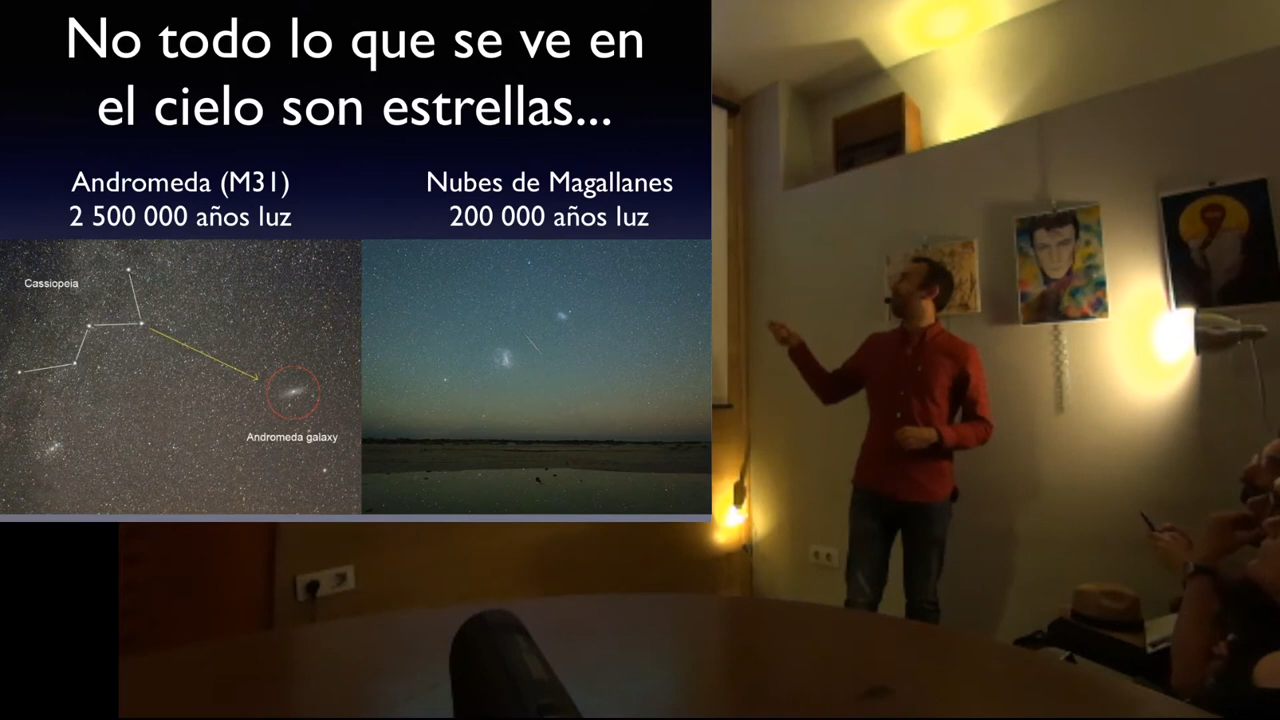 No todo lo que se ve en
el cielo son estrellas...
Andromeda (M31)
2 500 000 años luz
Nubes de Magallanes
200 000 años luz
Cassiopeia
Andromeda galaxy